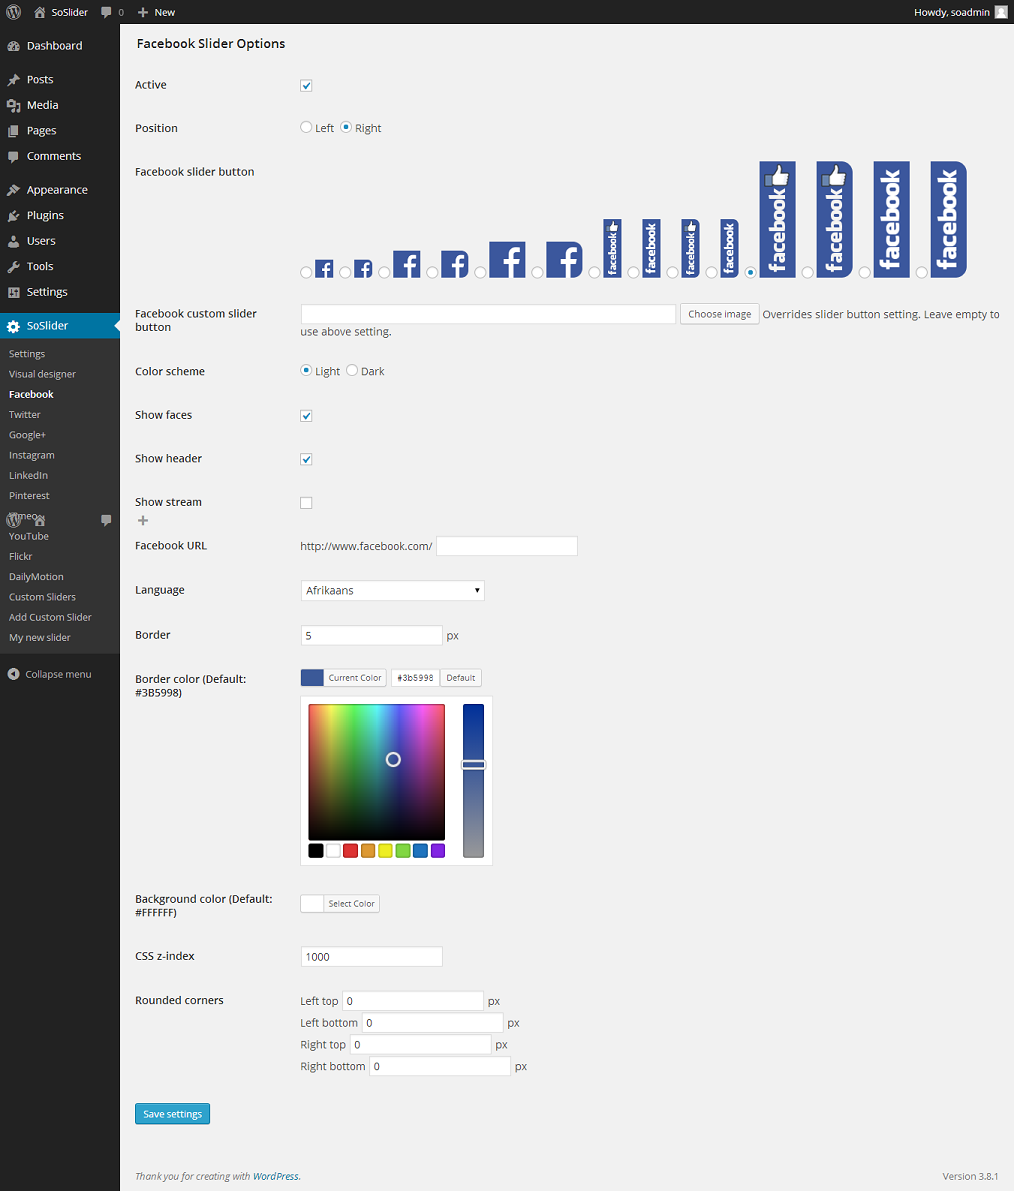 SoSlider 0 New Howdy, soadmin
Dashboard
Posts
Media
Pages
Comments
Appearance
Plugins
Users
Tools
Settings
SoSlider
Settings
Visual designer
Facebook
Twitter
Google+
Instagram
LinkedIn
Pinterest
YouTube
Flickr
DailyMotion
Custom Sliders
Add Custom Slider
My new slider
Collapse menu
Facebook Slider Options
Active
Position Left Right
Facebook slider button
f f f f f f facebook facebook facebook facebook facebook facebook facebook facebook
Facebook custom slider Choose image Overrides slider button setting. Leave empty to
button use above setting.
Color scheme Light Dark
Show faces
Show header
Show stream
Facebook URL http://www.facebook.com/
Language Afrikaans
Border 5 px
Border color (Default: Current Color #3b5998 Default
#3B5998)
Background color (Default: Select Color
#FFFFFF)
CSS z-index 1000
Rounded corners Left top 0 px
Left bottom 0 px
Right top 0 px
Right bottom 0 px
Save settings
Thank you for creating with WordPress. Version 3.8.1